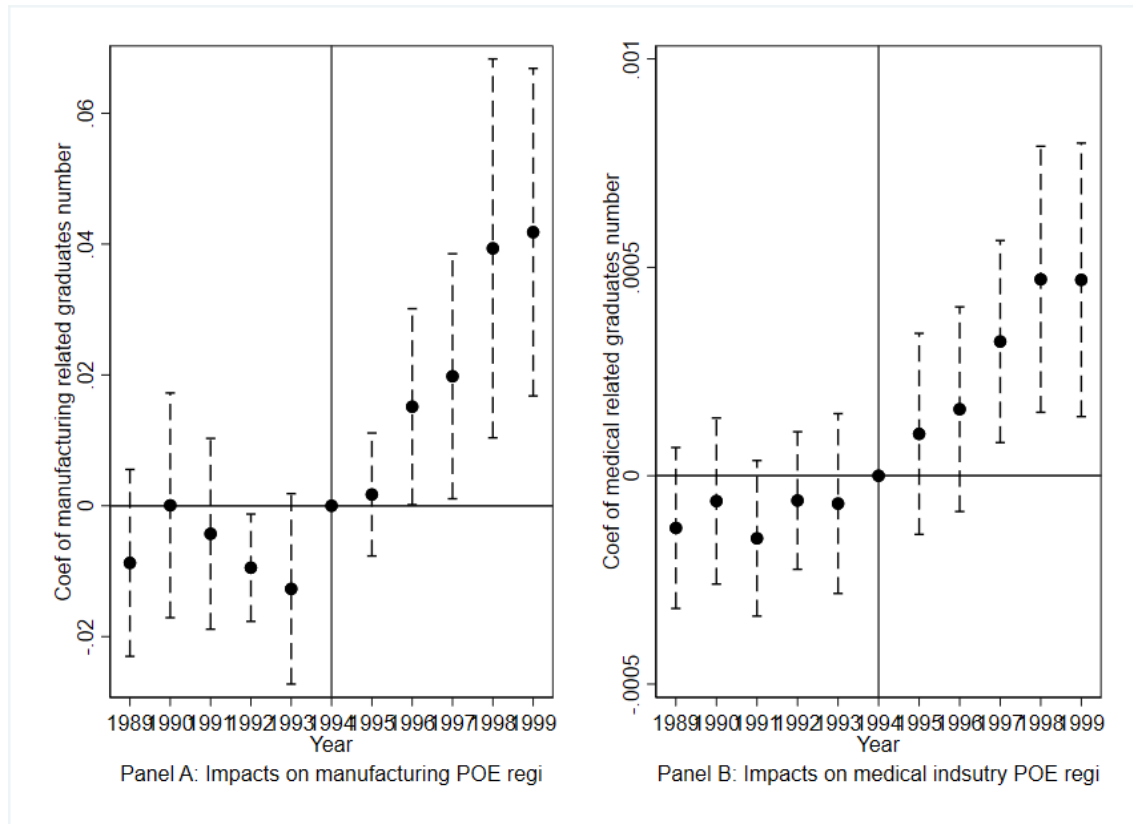 Coef of manufacturing related graduates number
.06
.04
.02
0
-.02
1989 1990 1991 1992 1993 1994 1995 1996 1997 1998 1999
Year
Panel A: Impacts on manufacturing POE regi
Coef of medical related graduates number
.001
.0005
0
-.0005
1989 1990 1991 1992 1993 1994 1995 1996 1997 1998 1999
Year
Panel B: Impacts on medical indsutry POE regi